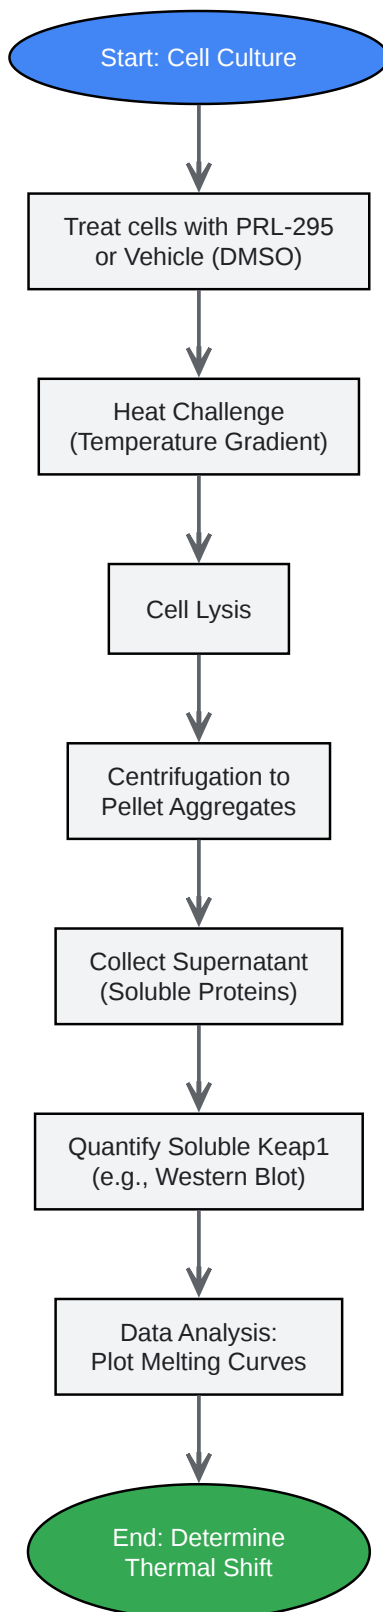 Start: Cell Culture
Treat cells with PRL-295
or Vehicle (DMSO)
Heat Challenge
(Temperature Gradient)
Cell Lysis
Centrifugation to
Pellet Aggregates
Collect Supernatant
(Soluble Proteins)
Quantify Soluble Keap1
(e.g., Western Blot)
Data Analysis:
Plot Melting Curves
End: Determine
Thermal Shift